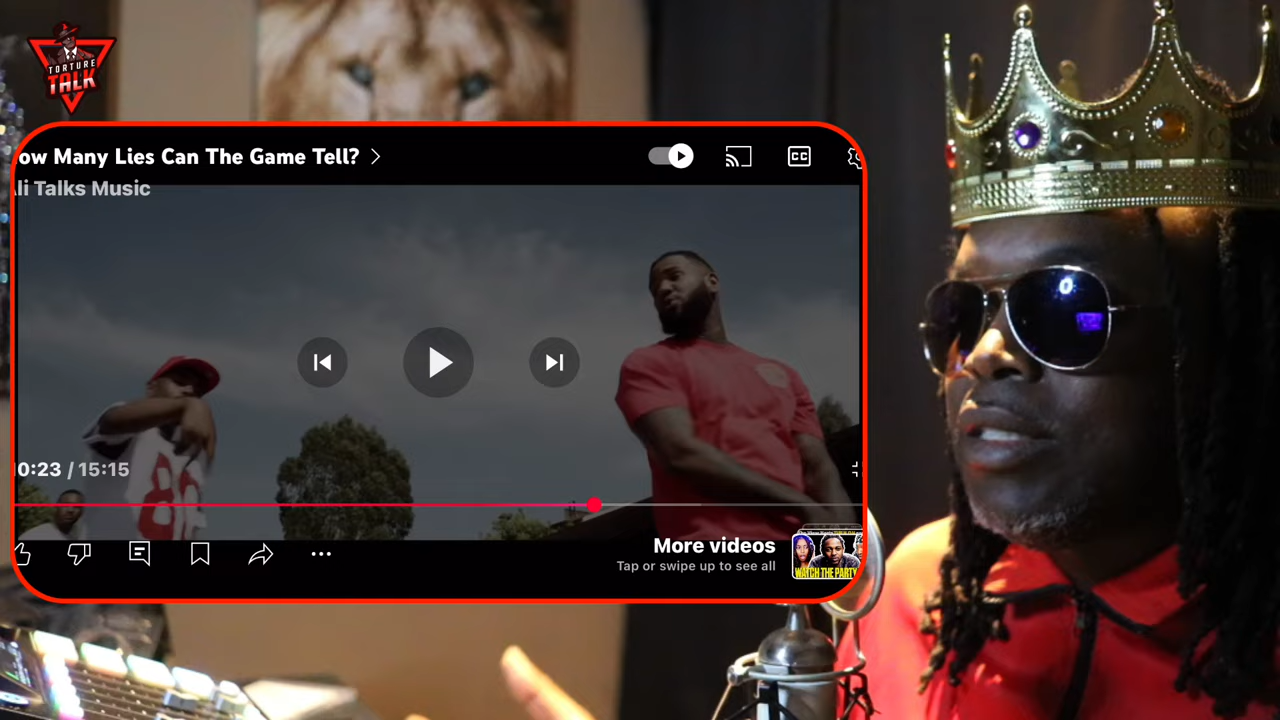 TORTURE
TALK
ow Many Lies Can The Game Tell?
li Talks Music
CC
0:23 / 15:15
More videos
Tap or swipe up to see all
WATCH THE PARTY